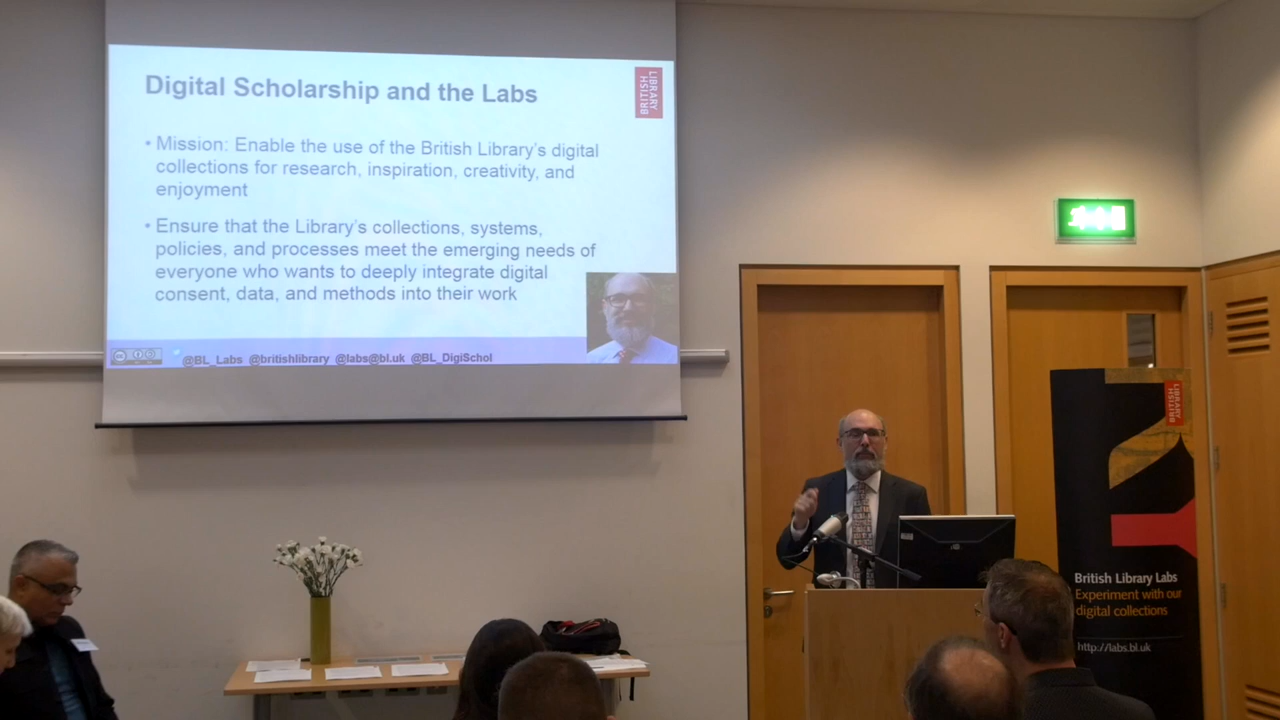 Digital Scholarship and the Labs
LIBRARY
BRITISH
• Mission: Enable the use of the British Library's digital
collections for research, inspiration, creativity, and
enjoyment
• Ensure that the Library's collections, systems,
policies, and processes meet the emerging needs of
everyone who wants to deeply integrate digital
consent, data, and methods into their work
@BL_Labs @britishlibrary @labs@bl.uk @BL_DigiSchol
LIBRARY
BRITISH
British Library Labs
Experiment with our
digital collections
http://labs.bl.uk